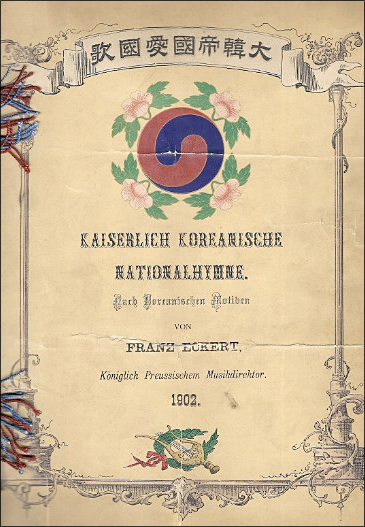 大韓帝國愛國歌
KAISERLICH KOREANISCHE
NATIONALHYMNE.
Nach Koreanischen Motiven
VON
FRANZ ECKERT,
Königlich Preussischem Musikdirektor.
1902.